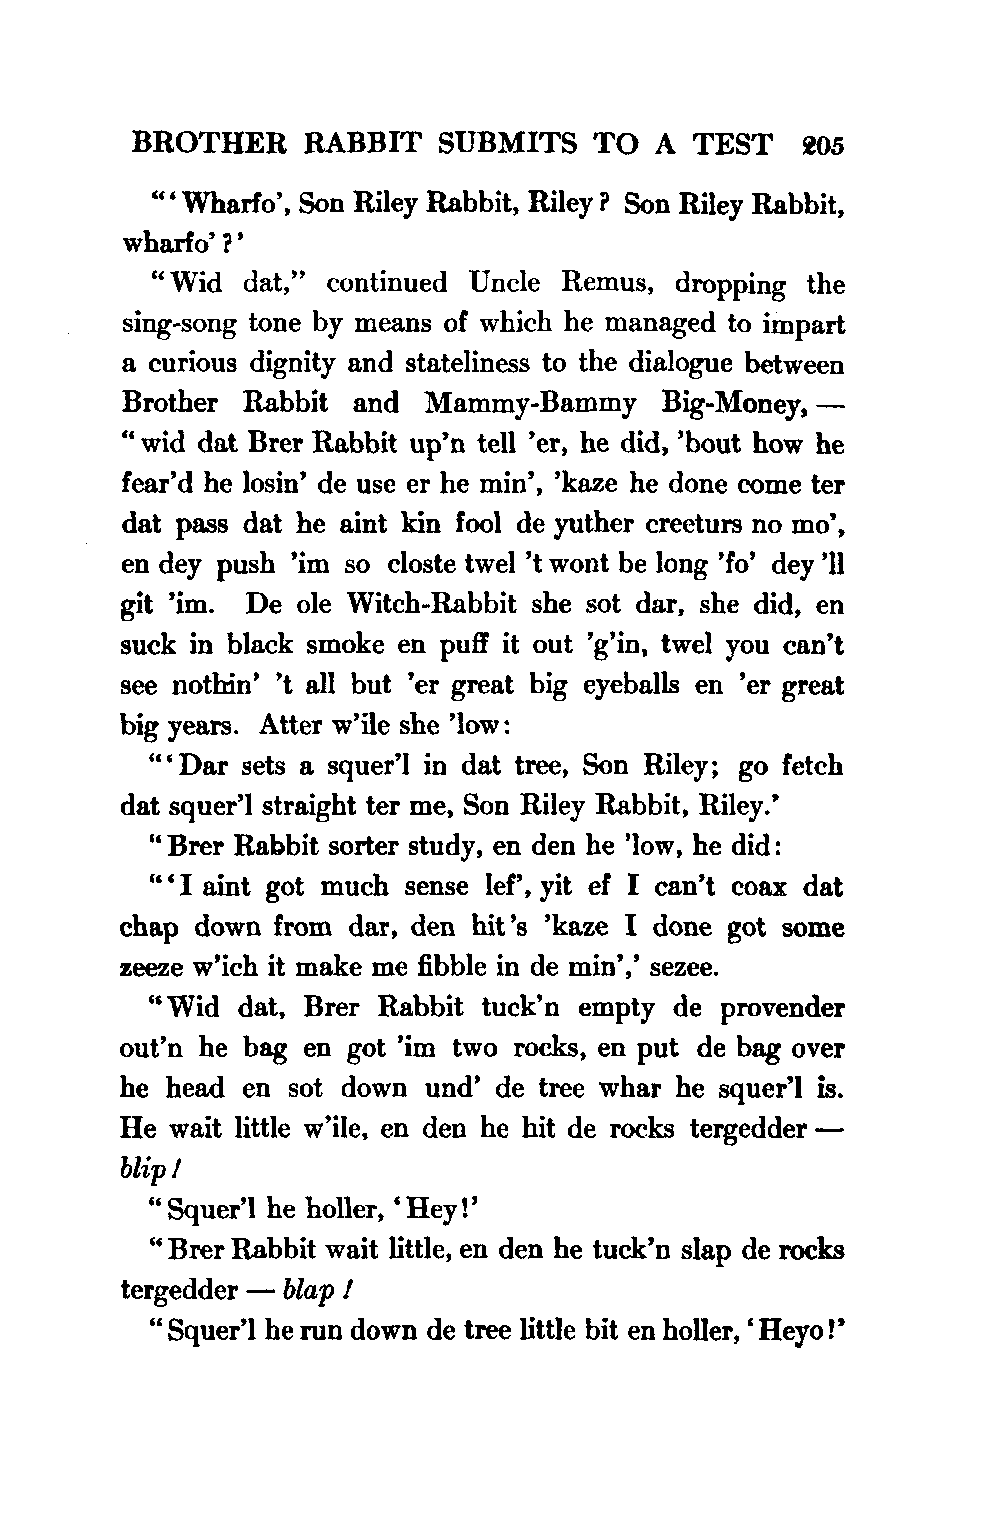 BROTHER RABBIT SUBMITS TO A TEST 205
"'Wharfo', Son Riley Rabbit, Riley? Son Riley Rabbit,
wharfo'?'
"Wid dat," continued Uncle Remus, dropping the
sing-song tone by means of which he managed to impart
a curious dignity and stateliness to the dialogue between
Brother Rabbit and Mammy-Bammy Big-Money, —
"wid dat Brer Rabbit up'n tell 'er, he did, 'bout how he
fear'd he losin' de use er he min', 'kaze he done come ter
dat pass dat he aint kin fool de yuther creeturs no mo',
en dey push 'im so closte twel 't wont be long 'fo' dey 'll
git 'im. De ole Witch-Rabbit she sot dar, she did, en
suck in black smoke en puff it out 'g'in, twel you can't
see nothin' 't all but 'er great big eyeballs en 'er great
big years. Atter w'ile she 'low:
"'Dar sets a squer'l in dat tree, Son Riley; go fetch
dat squer'l straight ter me, Son Riley Rabbit, Riley.'
"Brer Rabbit sorter study, en den he 'low, he did:
"'I aint got much sense lef', yit ef I can't coax dat
chap down from dar, den hit 's 'kaze I done got some
zeeze w'ich it make me fibble in de min',' sezee.
"Wid dat, Brer Rabbit tuck'n empty de provender
out'n he bag en got 'im two rocks, en put de bag over
he head en sot down und' de tree whar he squer'l is.
He wait little w'ile, en den he hit de rocks tergedder —
blip!
"Squer'l he holler, 'Hey!'
"Brer Rabbit wait little, en den he tuck'n slap de rocks
tergedder — blap!
"Squer'l he run down de tree little bit en holler, 'Heyo!'